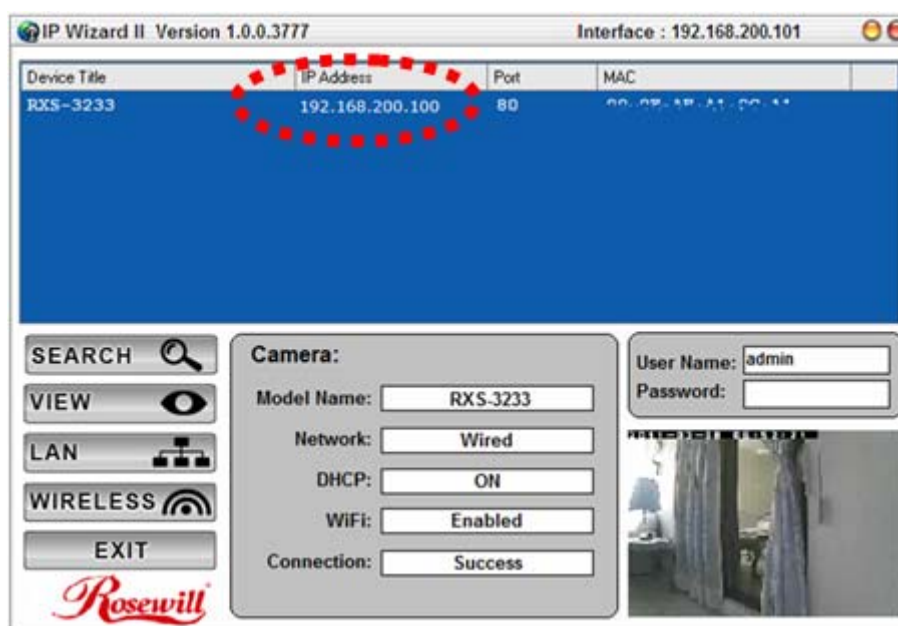 IP Wizard II Version 1.0.0.3777 Interface : 192.168.200.101
Device Title IP Address Port MAC
RXS-3233 192.168.200.100 80
SEARCH
VIEW
LAN
WIRELESS
EXIT
Rosewill
Camera:
Model Name: RXS-3233
Network: Wired
DHCP: ON
WiFi: Enabled
Connection: Success
User Name: admin
Password: